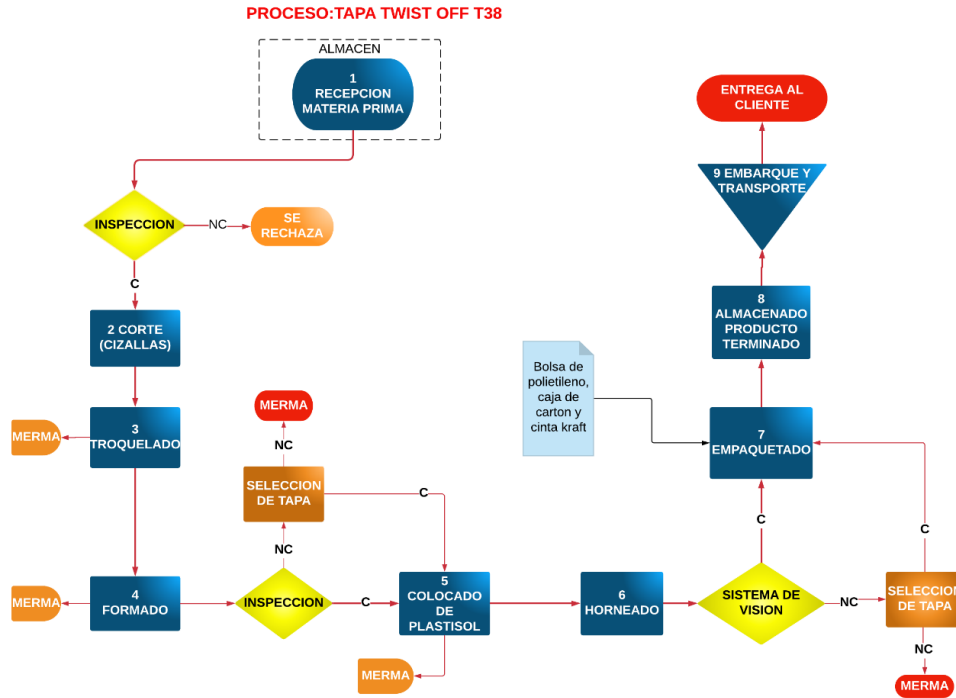 PROCESO:TAPA TWIST OFF T38
ALMACEN
1
RECEPCION
MATERIA PRIMA
INSPECCION
NC
SE
RECHAZA
C
2 CORTE
(CIZALLAS)
MERMA
3
TROQUELADO
MERMA
4
FORMADO
MERMA
NC
SELECCION
DE TAPA
C
NC
INSPECCION
C
5
COLOCADO
DE
PLASTISOL
MERMA
6
HORNEADO
SISTEMA DE
VISION
NC
SELECCION
DE TAPA
NC
MERMA
C
C
Bolsa de
polietileno,
caja de
carton y
cinta kraft
7
EMPAQUETADO
8
ALMACENADO
PRODUCTO
TERMINADO
9 EMBARQUE Y
TRANSPORTE
ENTREGA AL
CLIENTE